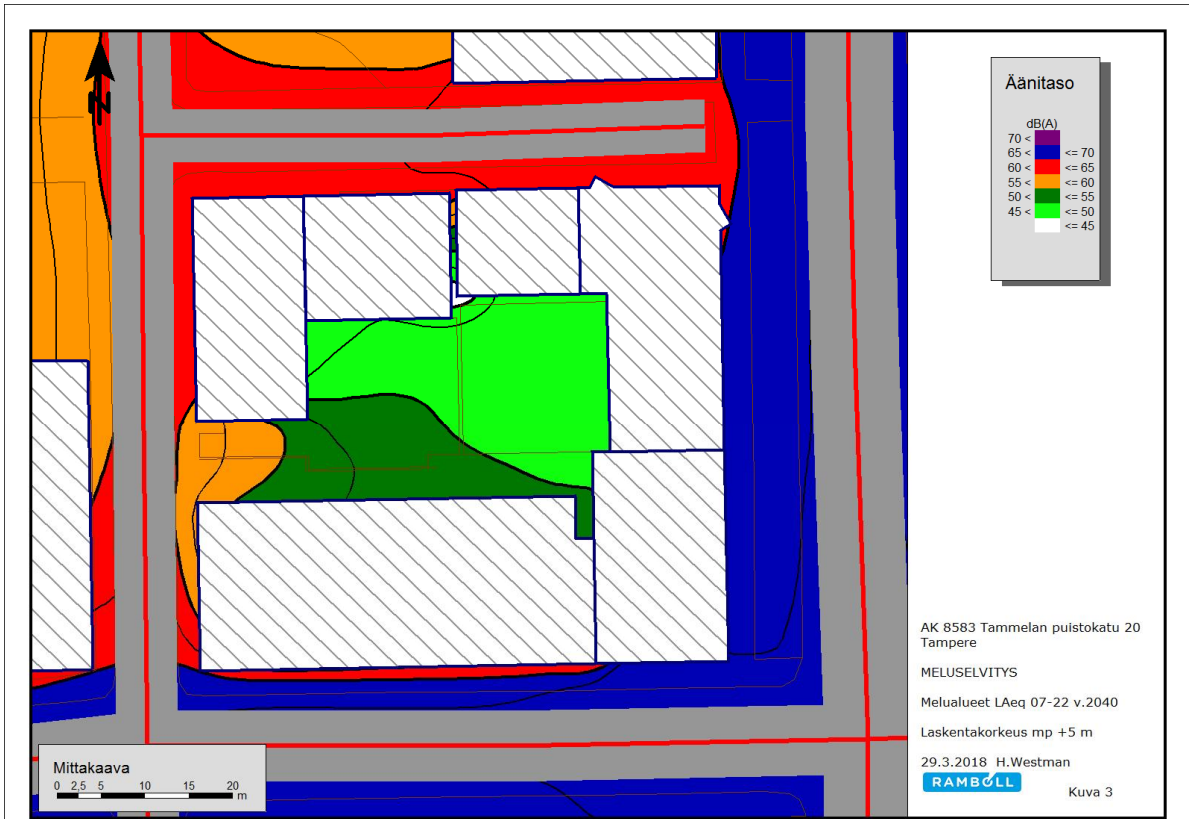 N
Äänitaso
dB(A)
70 <
65 < <= 70
60 < <= 65
55 < <= 60
50 < <= 55
45 < <= 50
<= 45
AK 8583 Tammelan puistokatu 20
Tampere
MELUSELVITYS
Melualueet LAeq 07-22 v.2040
Laskentakorkeus mp +5 m
29.3.2018 H.Westman
RAMBOLL
Kuva 3
Mittakaava
0 2,5 5 10 15 20
m